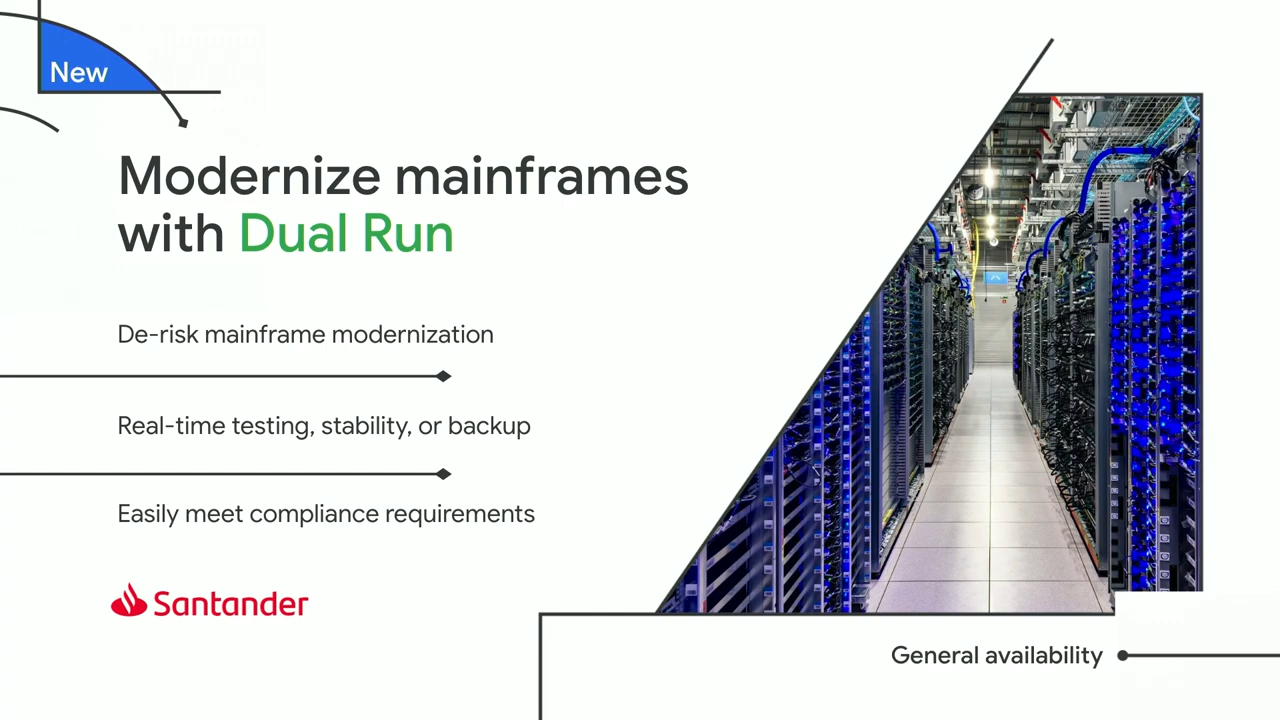 New
Modernize mainframes
with Dual Run
De-risk mainframe modernization
Real-time testing, stability, or backup
Easily meet compliance requirements
Santander
General availability